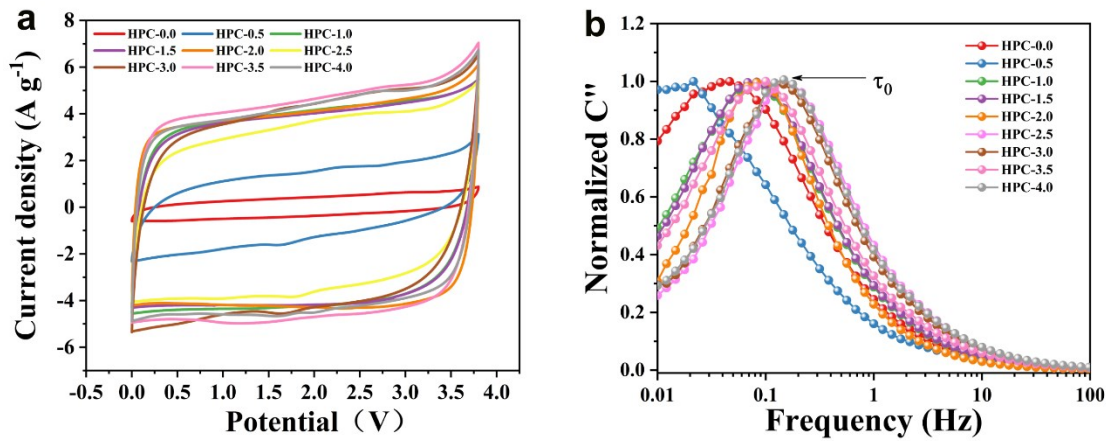 a
Current density (A g⁻¹)
8
6
4
2
0
-2
-4
-6
-0.5 0.0 0.5 1.0 1.5 2.0 2.5 3.0 3.5 4.0
Potential（V）
HPC-0.0 HPC-0.5 HPC-1.0
HPC-1.5 HPC-2.0 HPC-2.5
HPC-3.0 HPC-3.5 HPC-4.0
b
Normalized C"
1.2
1.0
0.8
0.6
0.4
0.2
0.0
0.01 0.1 1 10 100
Frequency (Hz)
τ₀
HPC-0.0
HPC-0.5
HPC-1.0
HPC-1.5
HPC-2.0
HPC-2.5
HPC-3.0
HPC-3.5
HPC-4.0